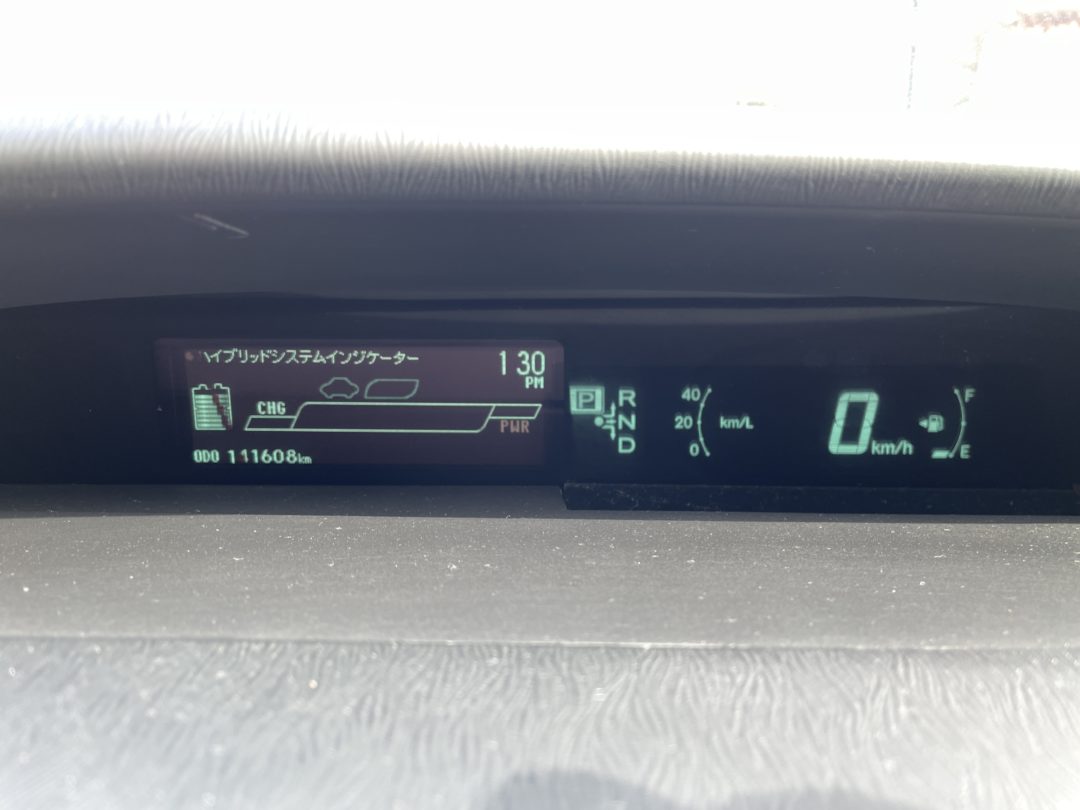 ハイブリッドシステムインジケーター
1 30
PM
CHG
PWR
ODO 111608km
P
R
N
D
40
20
0
km/L
0 km/h
F
E